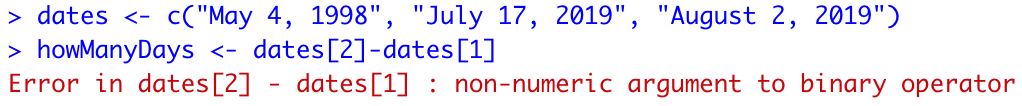 > dates <- c("May 4, 1998", "July 17, 2019", "August 2, 2019")
> howManyDays <- dates[2]-dates[1]
Error in dates[2] - dates[1] : non-numeric argument to binary operator